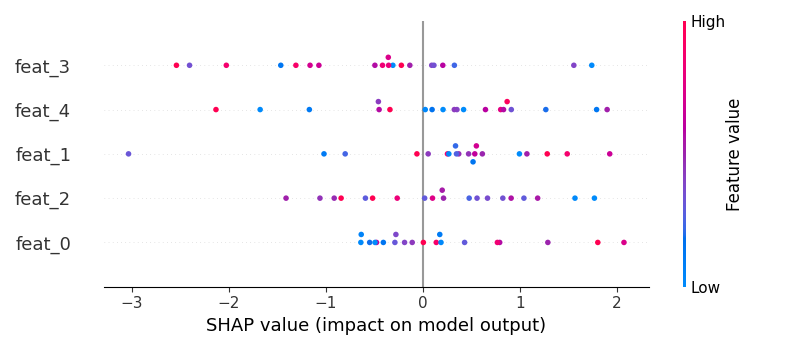 High
feat_3
feat_4
feat_1
feat_2
feat_0
Feature value
Low
−3 −2 −1 0 1 2
SHAP value (impact on model output)